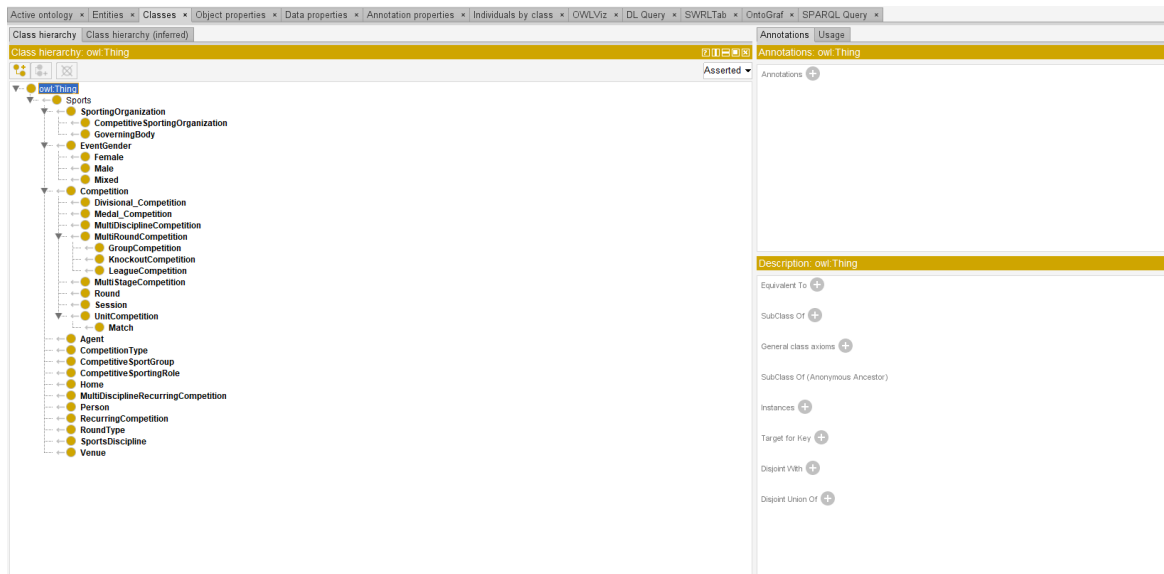 Active ontology × Entities × Classes × Object properties × Data properties × Annotation properties × Individuals by class × OWLViz × DL Query × SWRLTab × OntoGraf × SPARQL Query ×
Class hierarchy Class hierarchy (inferred)
Class hierarchy: owl:Thing
Asserted
owl:Thing
Sports
SportingOrganization
CompetitiveSportingOrganization
GoverningBody
EventGender
Female
Male
Mixed
Competition
Divisional_Competition
Medal_Competition
MultiDisciplineCompetition
MultiRoundCompetition
GroupCompetition
KnockoutCompetition
LeagueCompetition
MultiStageCompetition
Round
Session
UnitCompetition
Match
Agent
CompetitionType
CompetitiveSportGroup
CompetitiveSportingRole
Home
MultiDisciplineRecurringCompetition
Person
RecurringCompetition
RoundType
SportsDiscipline
Venue
Annotations Usage
Annotations: owl:Thing
Annotations
Description: owl:Thing
Equivalent To
SubClass Of
General class axioms
SubClass Of (Anonymous Ancestor)
Instances
Target for Key
Disjoint With
Disjoint Union Of